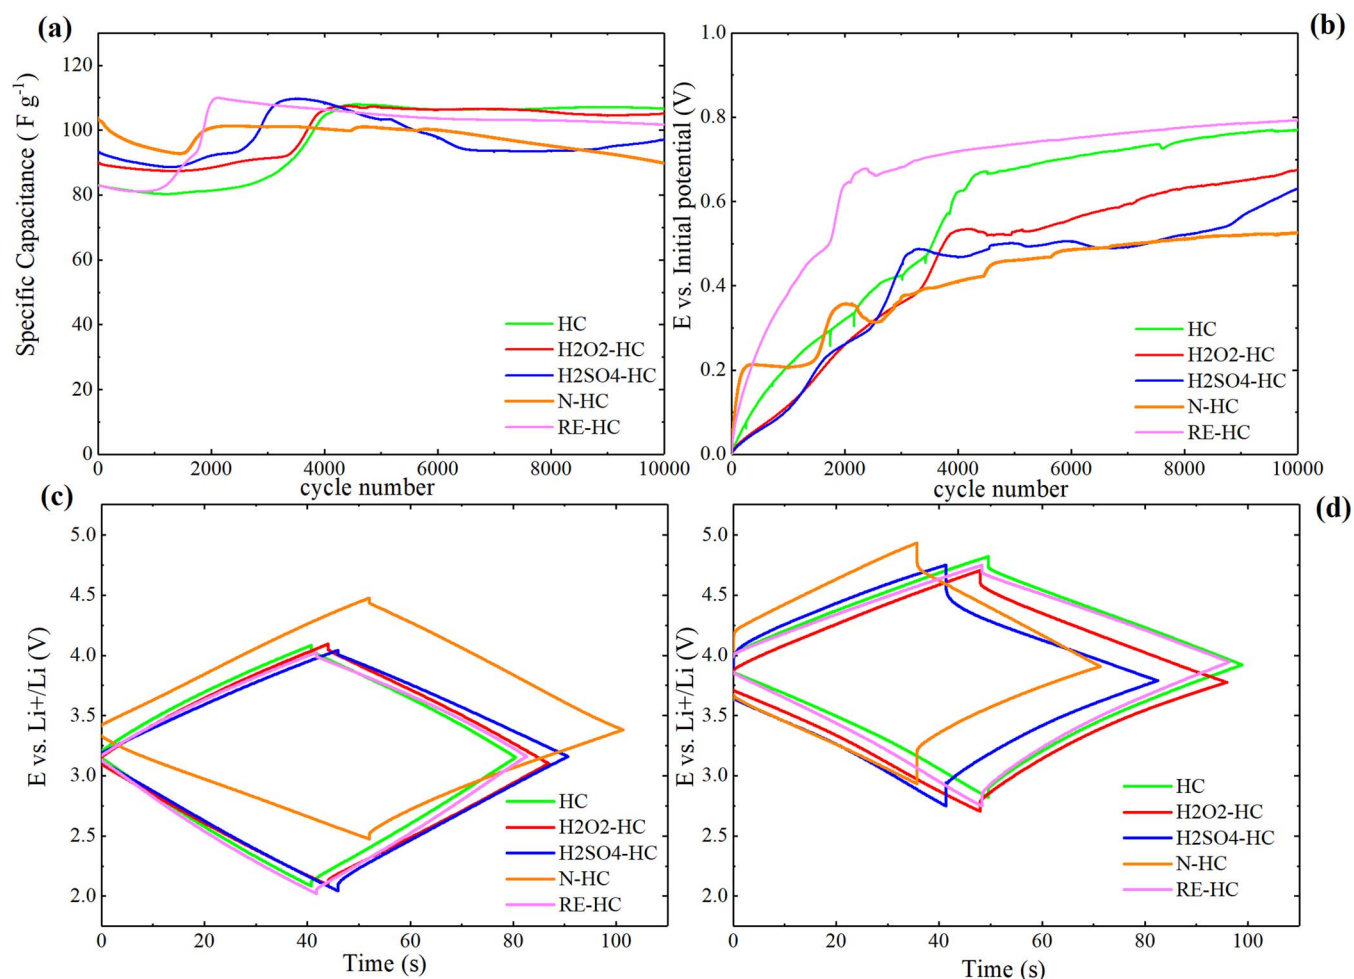 (a)
120
100
80
60
40
20
0
Specific Capacitance ( F g-1)
HC
H2O2-HC
H2SO4-HC
N-HC
RE-HC
0 2000 4000 6000 8000 10000
cycle number
(b)
1.0
0.8
0.6
0.4
0.2
0.0
E vs. Initial potential (V)
HC
H2O2-HC
H2SO4-HC
N-HC
RE-HC
0 2000 4000 6000 8000 10000
cycle number
(c)
5.0
4.5
4.0
3.5
3.0
2.5
2.0
E vs. Li+/Li (V)
HC
H2O2-HC
H2SO4-HC
N-HC
RE-HC
0 20 40 60 80 100
Time (s)
(d)
5.0
4.5
4.0
3.5
3.0
2.5
2.0
E vs. Li+/Li (V)
HC
H2O2-HC
H2SO4-HC
N-HC
RE-HC
0 20 40 60 80 100
Time (s)